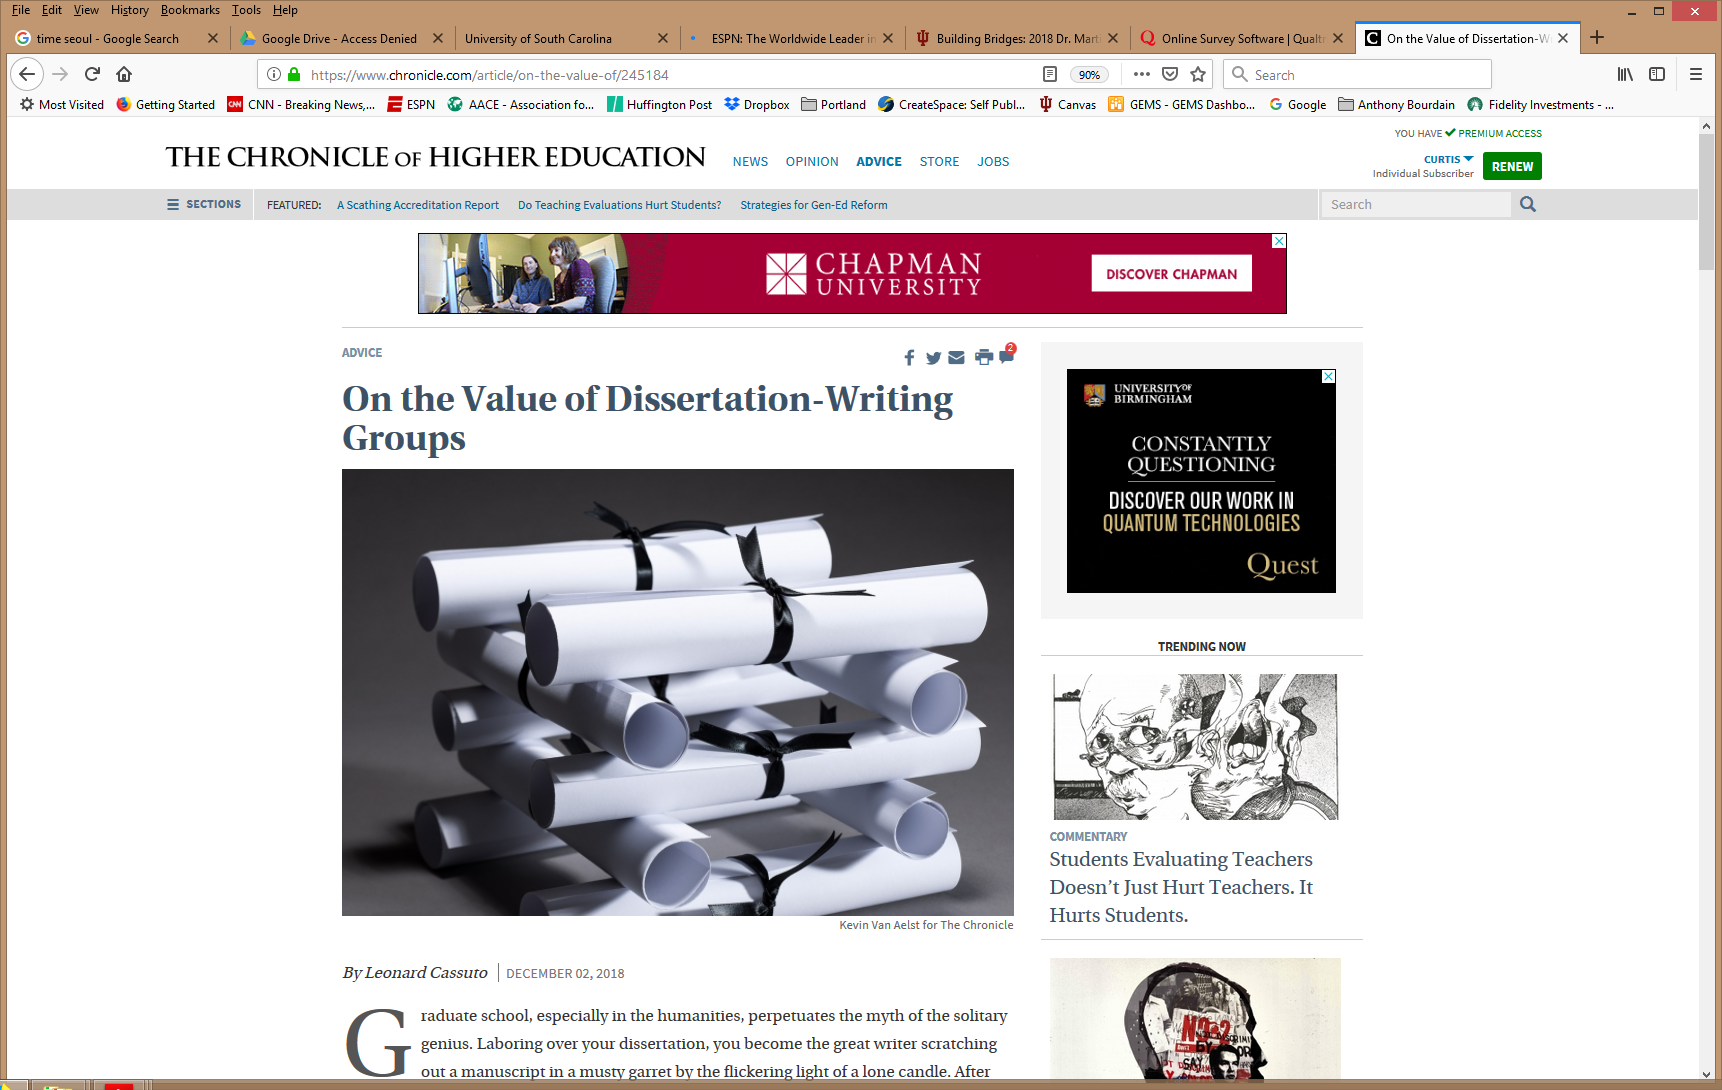 File Edit View History Bookmarks Tools Help
time seoul - Google Search
Google Drive - Access Denied
University of South Carolina
ESPN: The Worldwide Leader in
Building Bridges: 2018 Dr. Marti
Online Survey Software | Qualtr
On the Value of Dissertation-W
https://www.chronicle.com/article/on-the-value-of/245184
90%
Search
Most Visited Getting Started CNN - Breaking News,... ESPN AACE - Association fo... Huffington Post Dropbox Portland CreateSpace: Self Publ... Canvas GEMS - GEMS Dashbo... Google Anthony Bourdain Fidelity Investments - ...
YOU HAVE PREMIUM ACCESS
THE CHRONICLE OF HIGHER EDUCATION
NEWS OPINION ADVICE STORE JOBS
CURTIS
Individual Subscriber
RENEW
SECTIONS
FEATURED: A Scathing Accreditation Report Do Teaching Evaluations Hurt Students? Strategies for Gen-Ed Reform
Search
CHAPMAN
UNIVERSITY
DISCOVER CHAPMAN
ADVICE
2
On the Value of Dissertation-Writing
Groups
Kevin Van Aelst for The Chronicle
By Leonard Cassuto
DECEMBER 02, 2018
Graduate school, especially in the humanities, perpetuates the myth of the solitary
genius. Laboring over your dissertation, you become the great writer scratching
out a manuscript in a musty garret by the flickering light of a lone candle. After
UNIVERSITY OF
BIRMINGHAM
CONSTANTLY
QUESTIONING
DISCOVER OUR WORK IN
QUANTUM TECHNOLOGIES
Quest
TRENDING NOW
COMMENTARY
Students Evaluating Teachers
Doesn’t Just Hurt Teachers. It
Hurts Students.